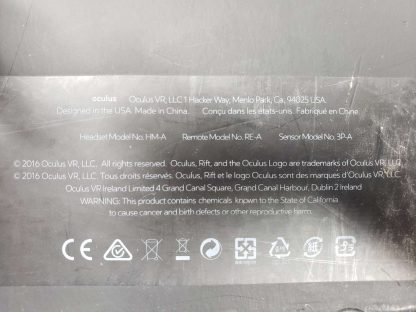 oculus Oculus VR, LLC 1 Hacker Way, Menlo Park, Ca, 94025 USA
Designed in the USA. Made in China. Conçu dans les états-unis. Fabriqué en Chine.
Headset Model No. HM-A Remote Model No. RE-A Sensor Model No. 3P-A
© 2016 Oculus VR, LLC. All rights reserved. Oculus, Rift, and the Oculus Logo are trademarks of Oculus VR, LLC.
© 2016 Oculus VR, LLC. Tous droits réservés. Oculus, Rift et le logo Oculus sont des marques d'Oculus VR, LLC.
Oculus VR Ireland Limited 4 Grand Canal Square, Grand Canal Harbour, Dublin 2 Ireland
WARNING: This product contains chemicals known to the State of California
to cause cancer and birth defects or other reproductive harm.
CE